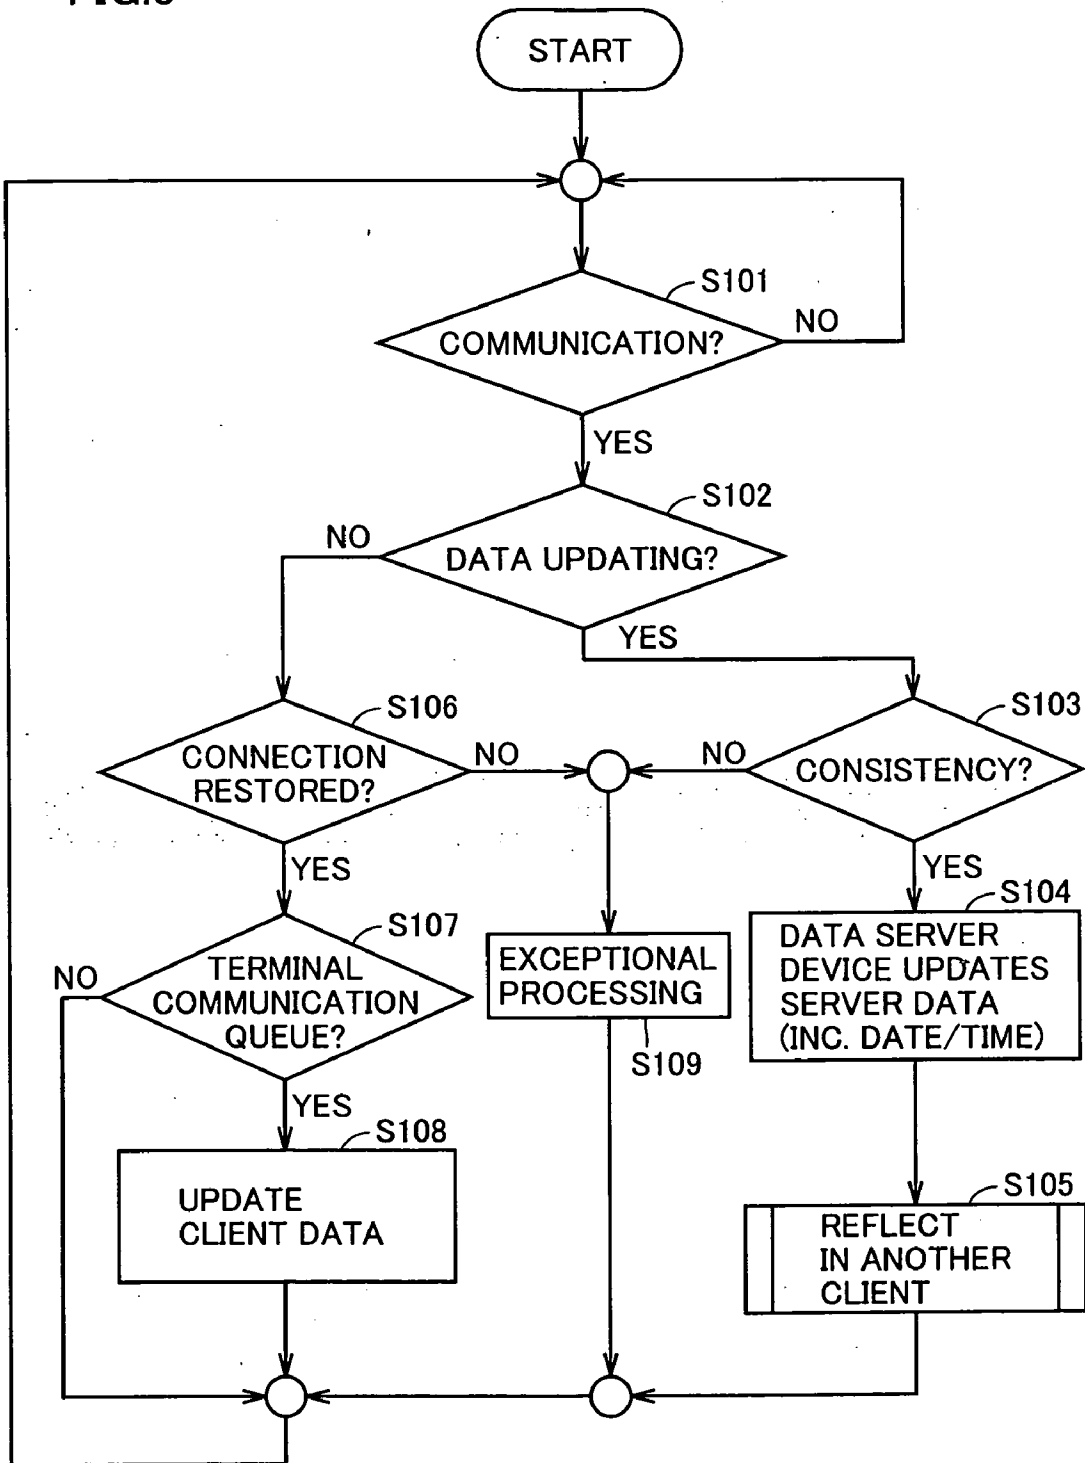 START
S101
COMMUNICATION?
NO
YES
S102
NO
DATA UPDATING?
YES
S106
S103
CONNECTION
RESTORED?
NO
NO
CONSISTENCY?
YES
YES
S107
S104
NO
TERMINAL
COMMUNICATION
QUEUE?
EXCEPTIONAL
PROCESSING
DATA SERVER
DEVICE UPDATES
SERVER DATA
(INC. DATE/TIME)
S109
YES
S108
S105
UPDATE
CLIENT DATA
REFLECT
IN ANOTHER
CLIENT